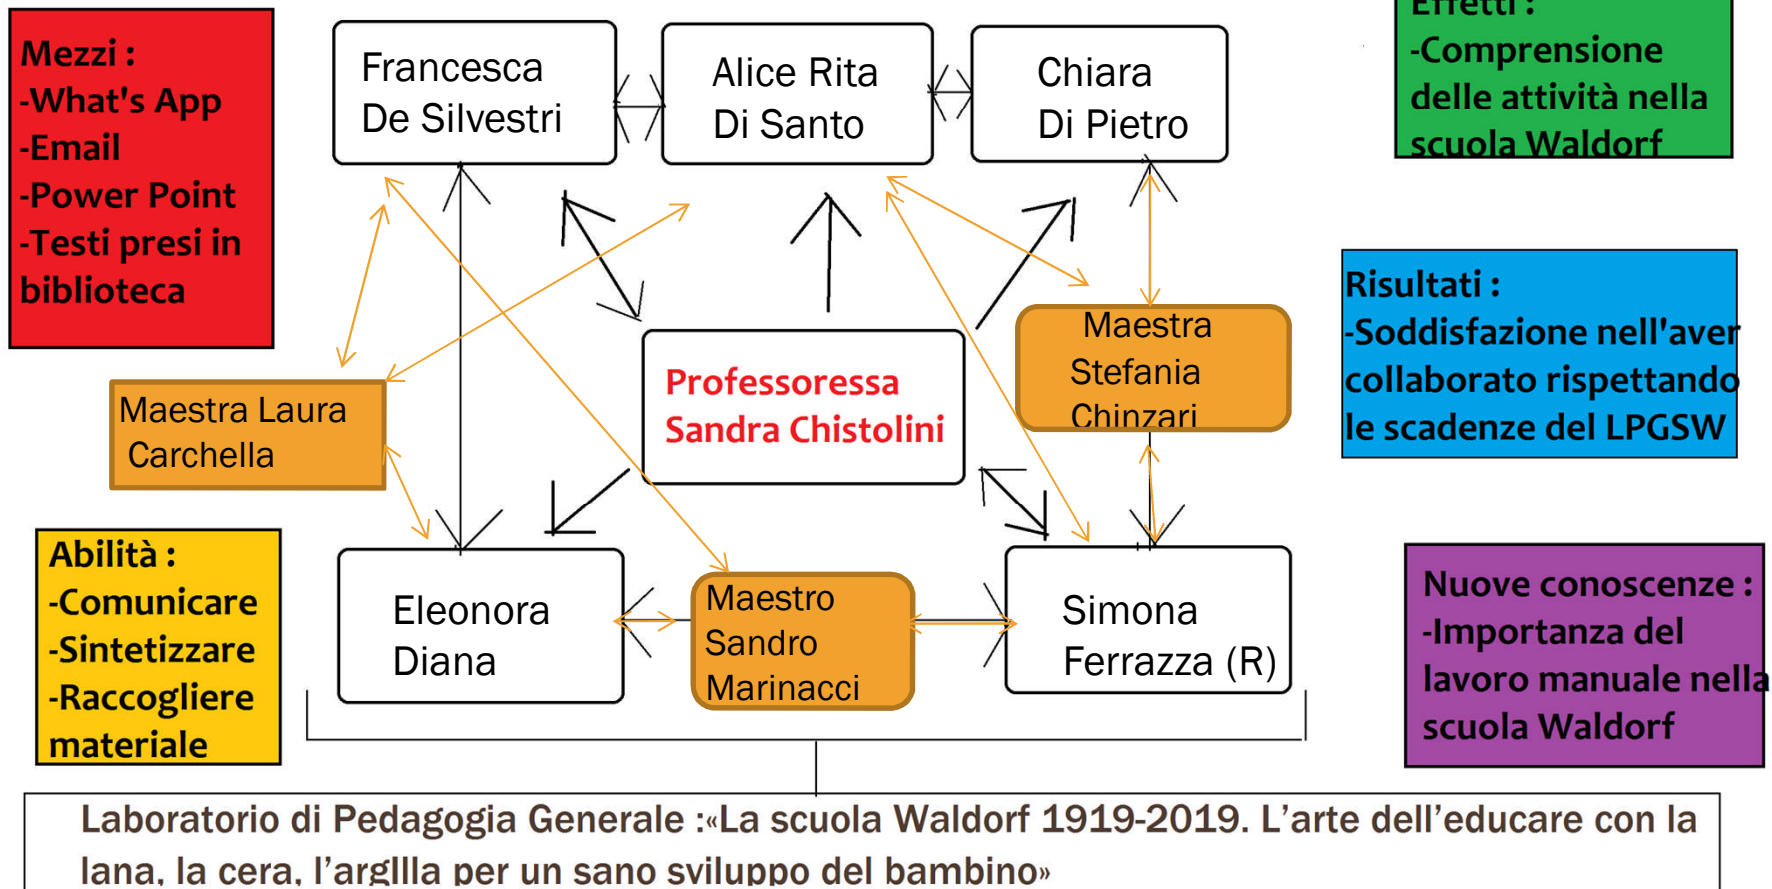 Mezzi :
-What's App
-Email
-Power Point
-Testi presi in
biblioteca
Francesca
De Silvestri
Alice Rita
Di Santo
Chiara
Di Pietro
Effetti :
-Comprensione
delle attività nella
scuola Waldorf
Risultati :
-Soddisfazione nell'aver
collaborato rispettando
le scadenze del LPGSW
Professoressa
Sandra Chistolini
Maestra
Stefania
Chinzari
Maestra Laura
Carchella
Abilità :
-Comunicare
-Sintetizzare
-Raccogliere
materiale
Eleonora
Diana
Maestro
Sandro
Marinacci
Simona
Ferrazza (R)
Nuove conoscenze :
-Importanza del
lavoro manuale nella
scuola Waldorf
Laboratorio di Pedagogia Generale :«La scuola Waldorf 1919-2019. L'arte dell'educare con la
lana, la cera, l'argIlla per un sano sviluppo del bambino»